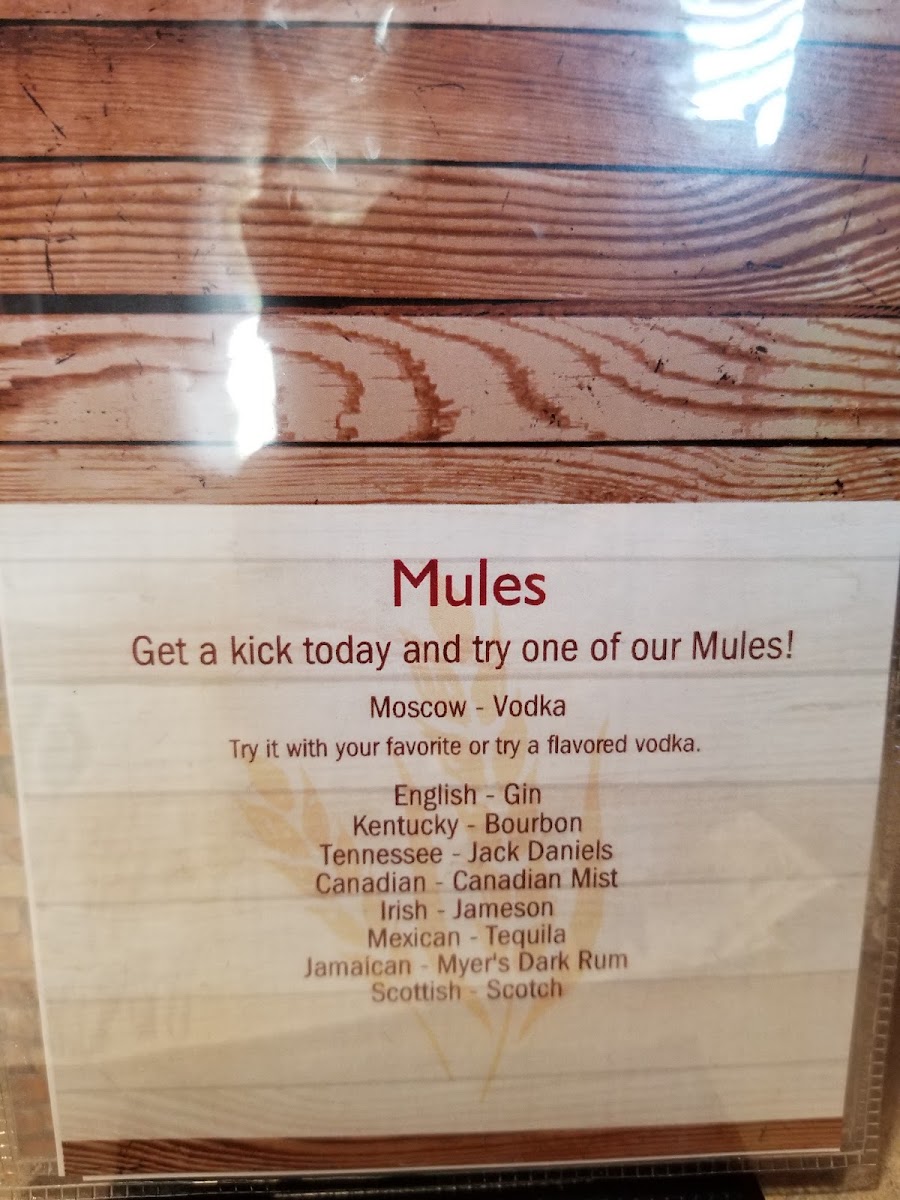 Mules
Get a kick today and try one of our Mules!
Moscow - Vodka
Try it with your favorite or try a flavored vodka.
English - Gin
Kentucky - Bourbon
Tennessee - Jack Daniels
Canadian - Canadian Mist
Irish - Jameson
Mexican - Tequila
Jamaican - Myer's Dark Rum
Scottish - Scotch